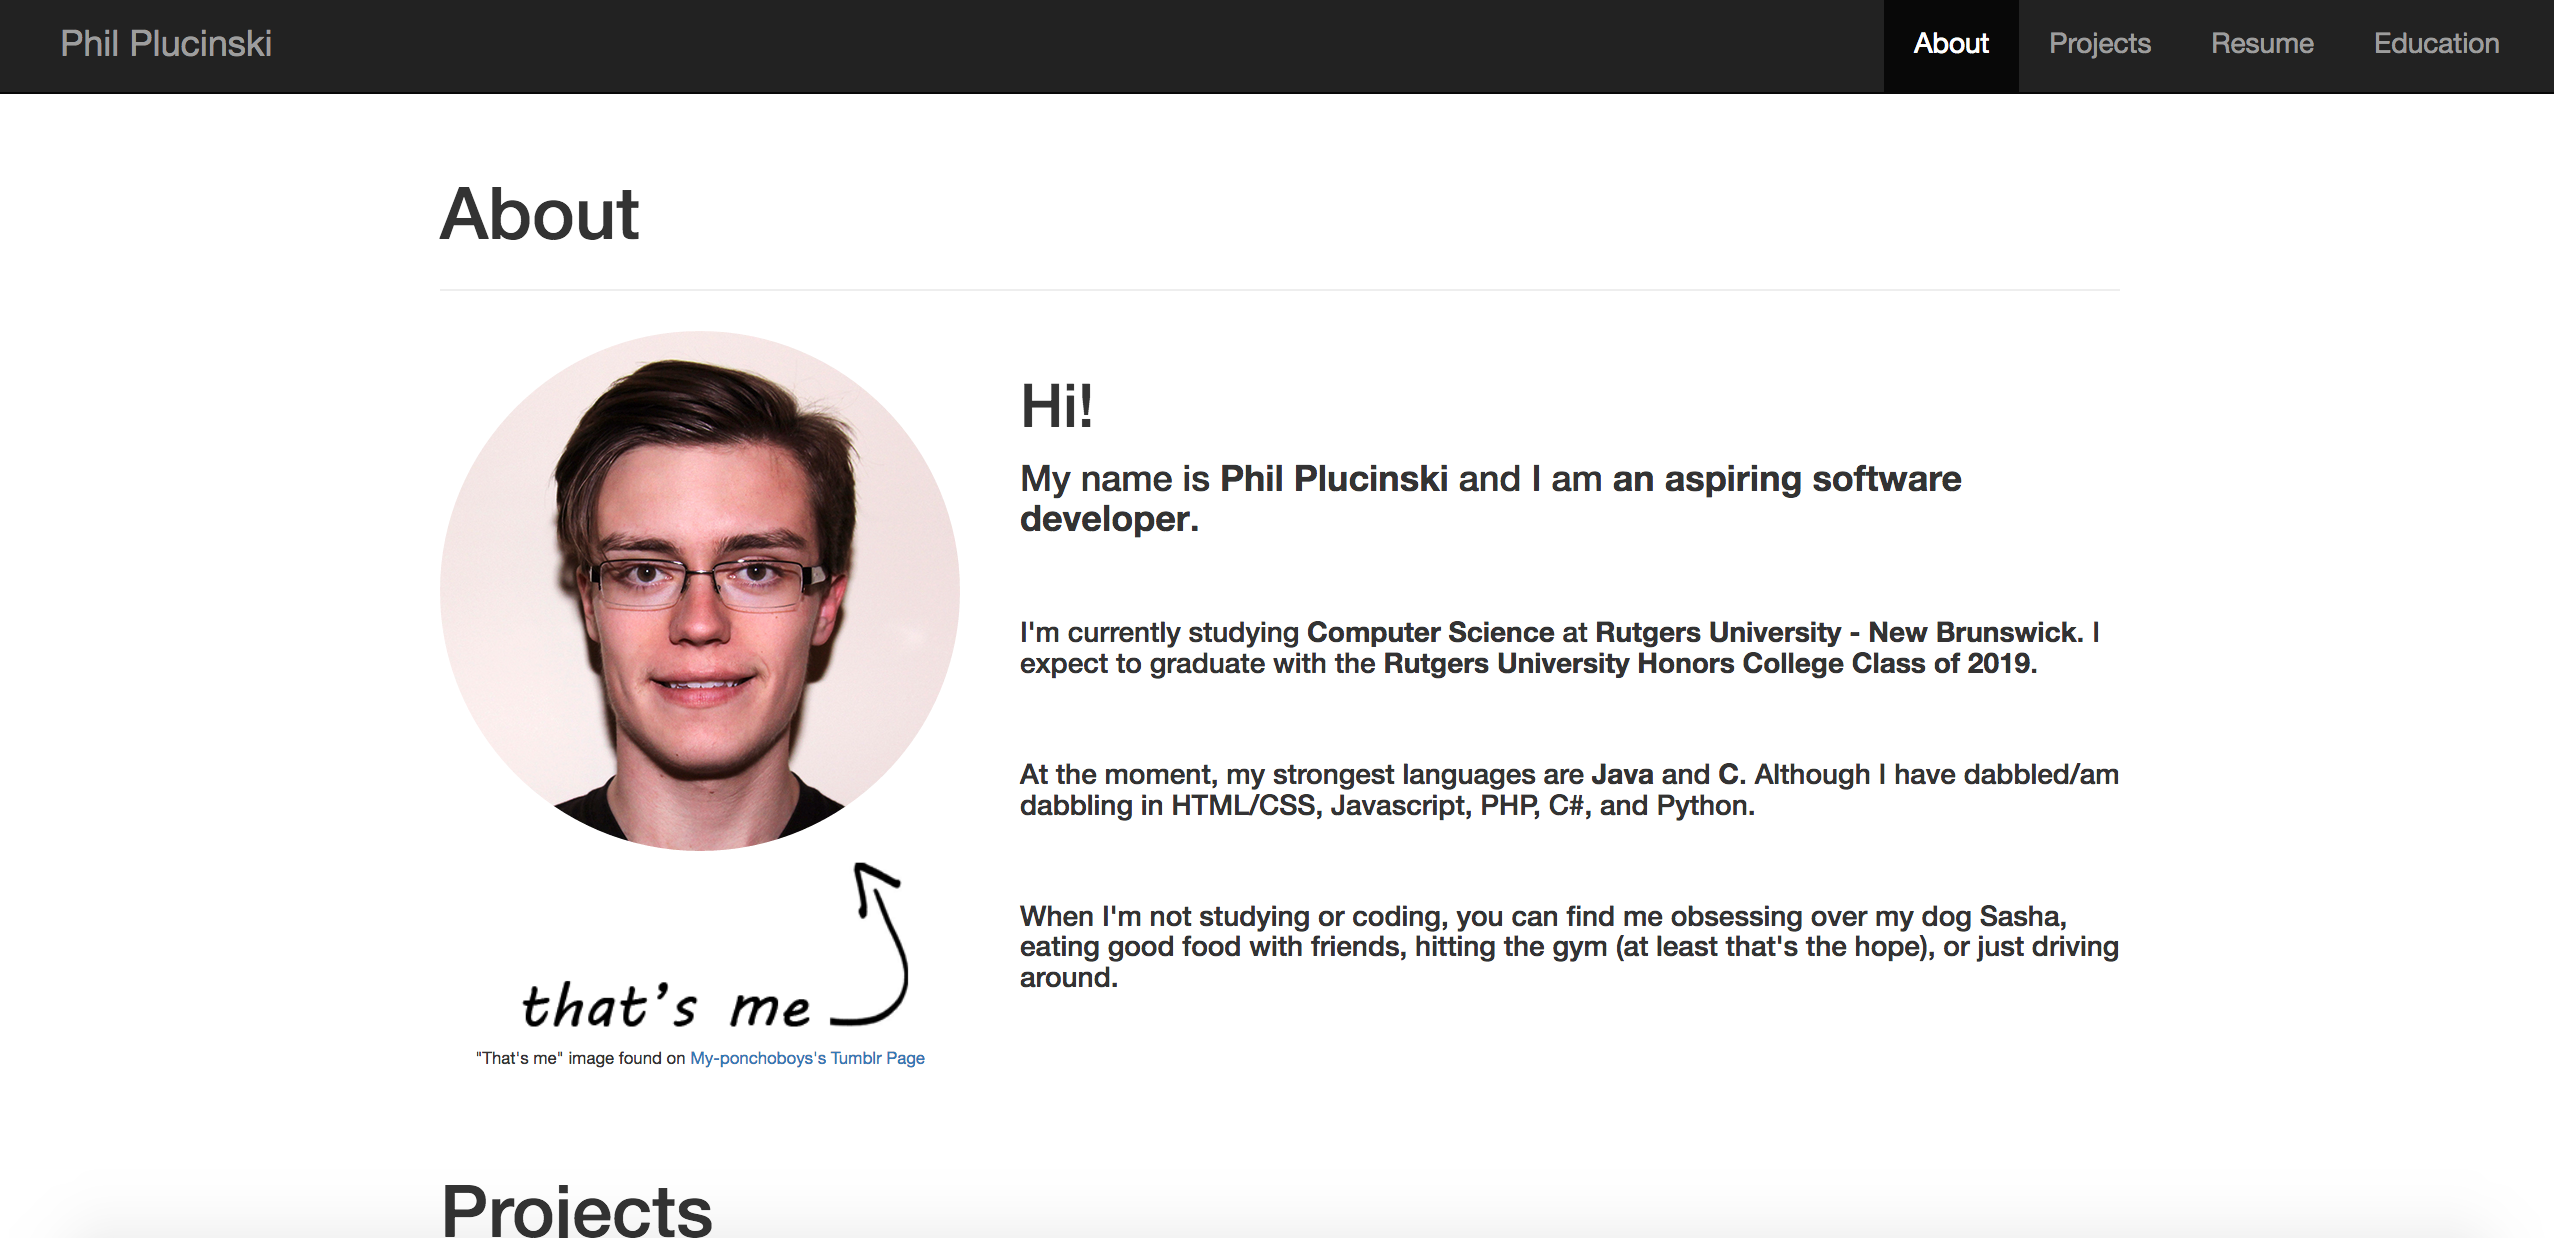 Phil Plucinski
About
Projects
Resume
Education
About
Hi!
My name is Phil Plucinski and I am an aspiring software
developer.
I'm currently studying Computer Science at Rutgers University - New Brunswick. I
expect to graduate with the Rutgers University Honors College Class of 2019.
At the moment, my strongest languages are Java and C. Although I have dabbled/am
dabbling in HTML/CSS, Javascript, PHP, C#, and Python.
When I'm not studying or coding, you can find me obsessing over my dog Sasha,
eating good food with friends, hitting the gym (at least that's the hope), or just driving
around.
that's me
"That's me" image found on My-ponchoboys's Tumblr Page
Projects